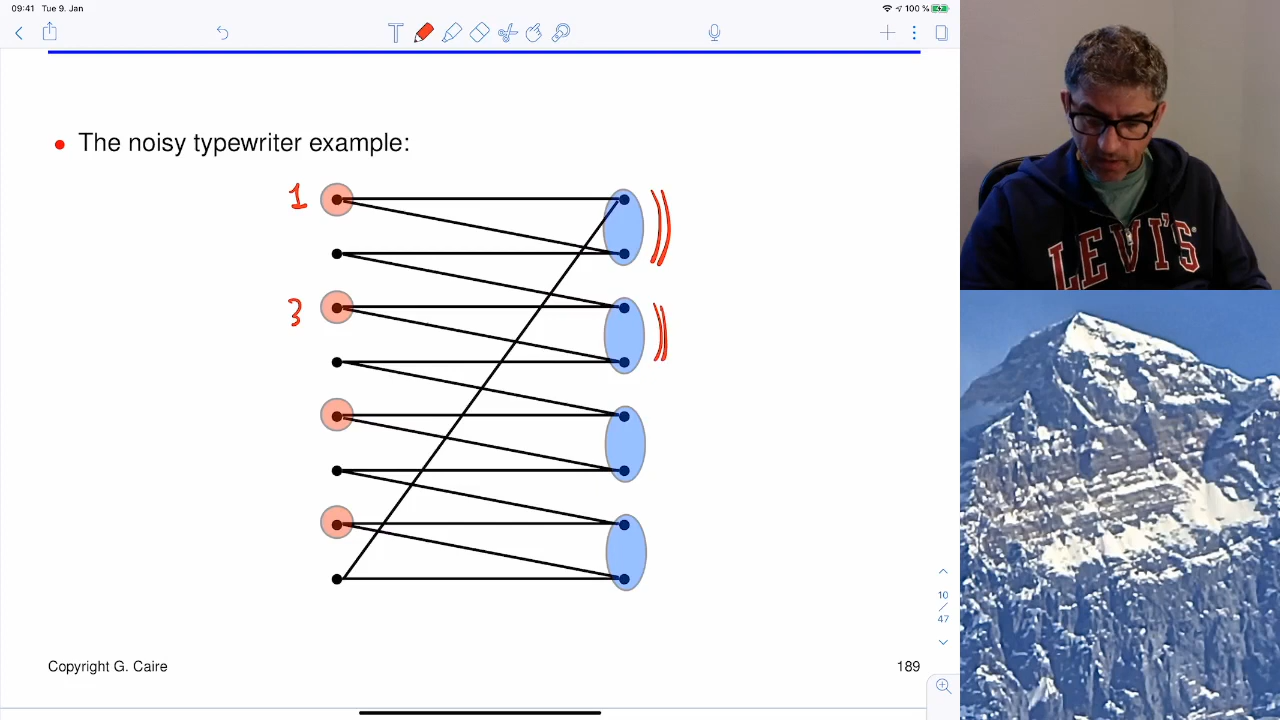 09:41 Tue 9. Jan
100 %
T
• The noisy typewriter example:
1
3
LEVI'S
10
/
47
Copyright G. Caire
189